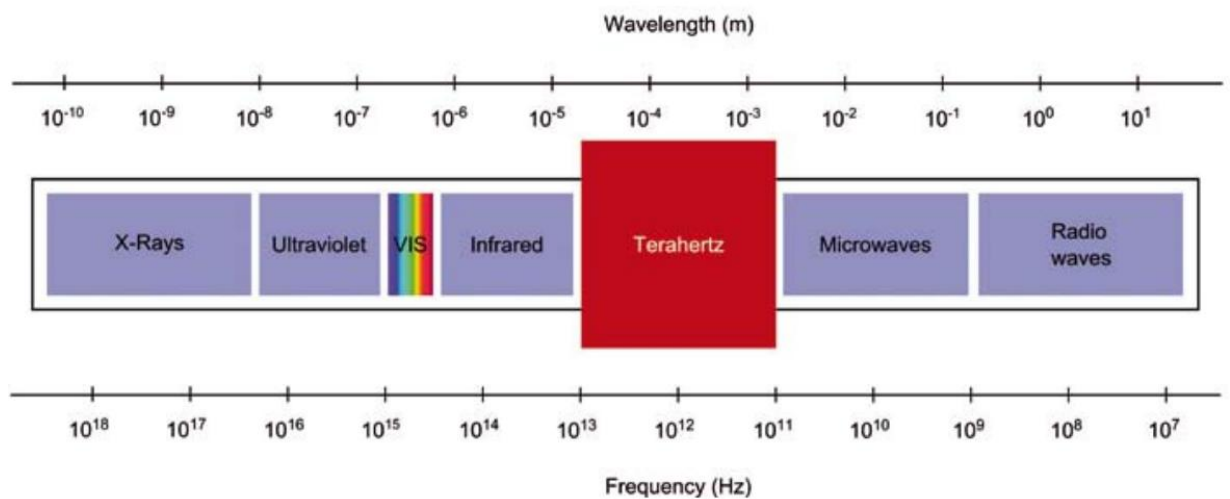 Wavelength (m)
10⁻¹⁰ 10⁻⁹ 10⁻⁸ 10⁻⁷ 10⁻⁶ 10⁻⁵ 10⁻⁴ 10⁻³ 10⁻² 10⁻¹ 10⁰ 10¹
X-Rays Ultraviolet VIS Infrared Terahertz Microwaves Radio
waves
10¹⁸ 10¹⁷ 10¹⁶ 10¹⁵ 10¹⁴ 10¹³ 10¹² 10¹¹ 10¹⁰ 10⁹ 10⁸ 10⁷
Frequency (Hz)